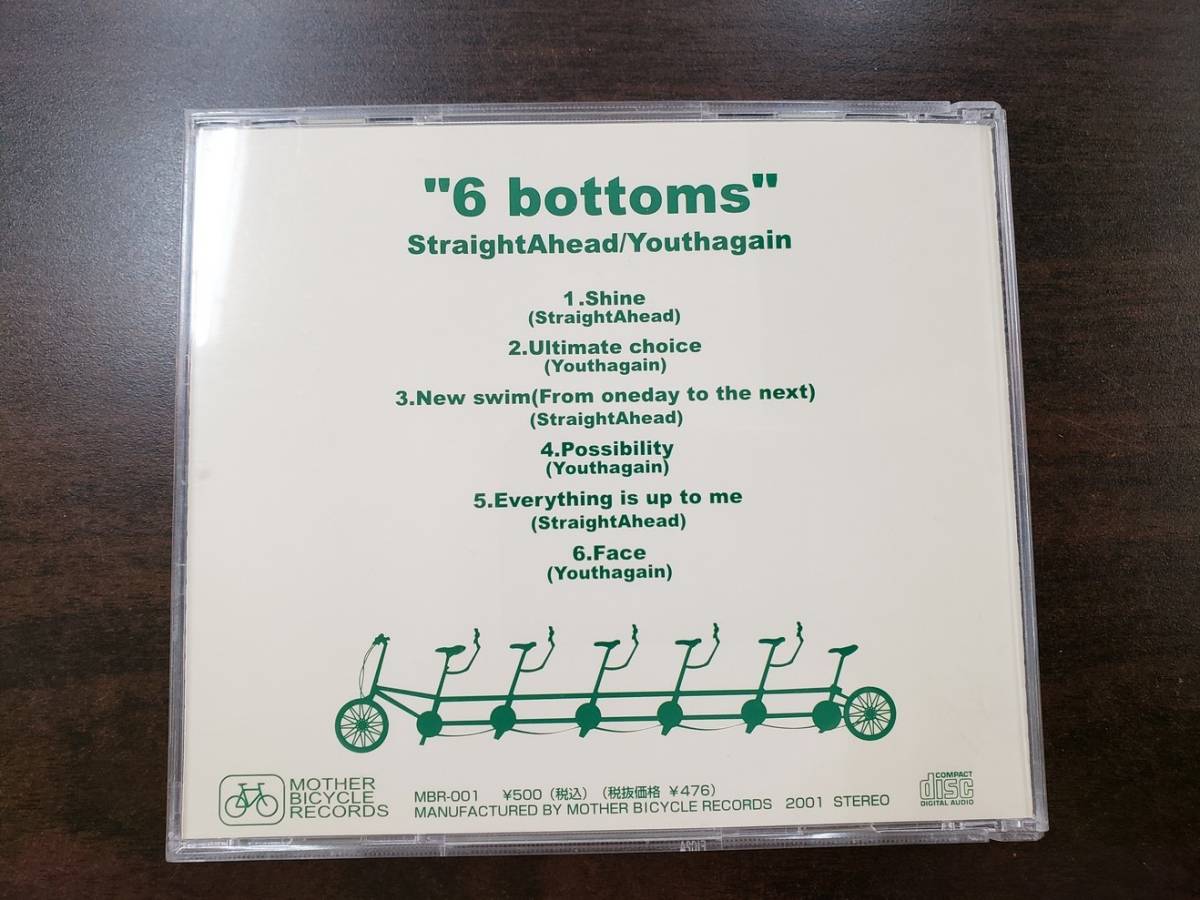 "6 bottoms"
StraightAhead/Youthagain
1.Shine
(StraightAhead)
2.Ultimate choice
(Youthagain)
3.New swim(From oneday to the next)
(StraightAhead)
4.Possibility
(Youthagain)
5.Everything is up to me
(StraightAhead)
6.Face
(Youthagain)
MOTHER
BICYCLE
RECORDS
MBR-001 ¥500(税込)(税抜価格 ¥476)
MANUFACTURED BY MOTHER BICYCLE RECORDS 2001 STEREO
COMPACT
disc
DIGITAL AUDIO